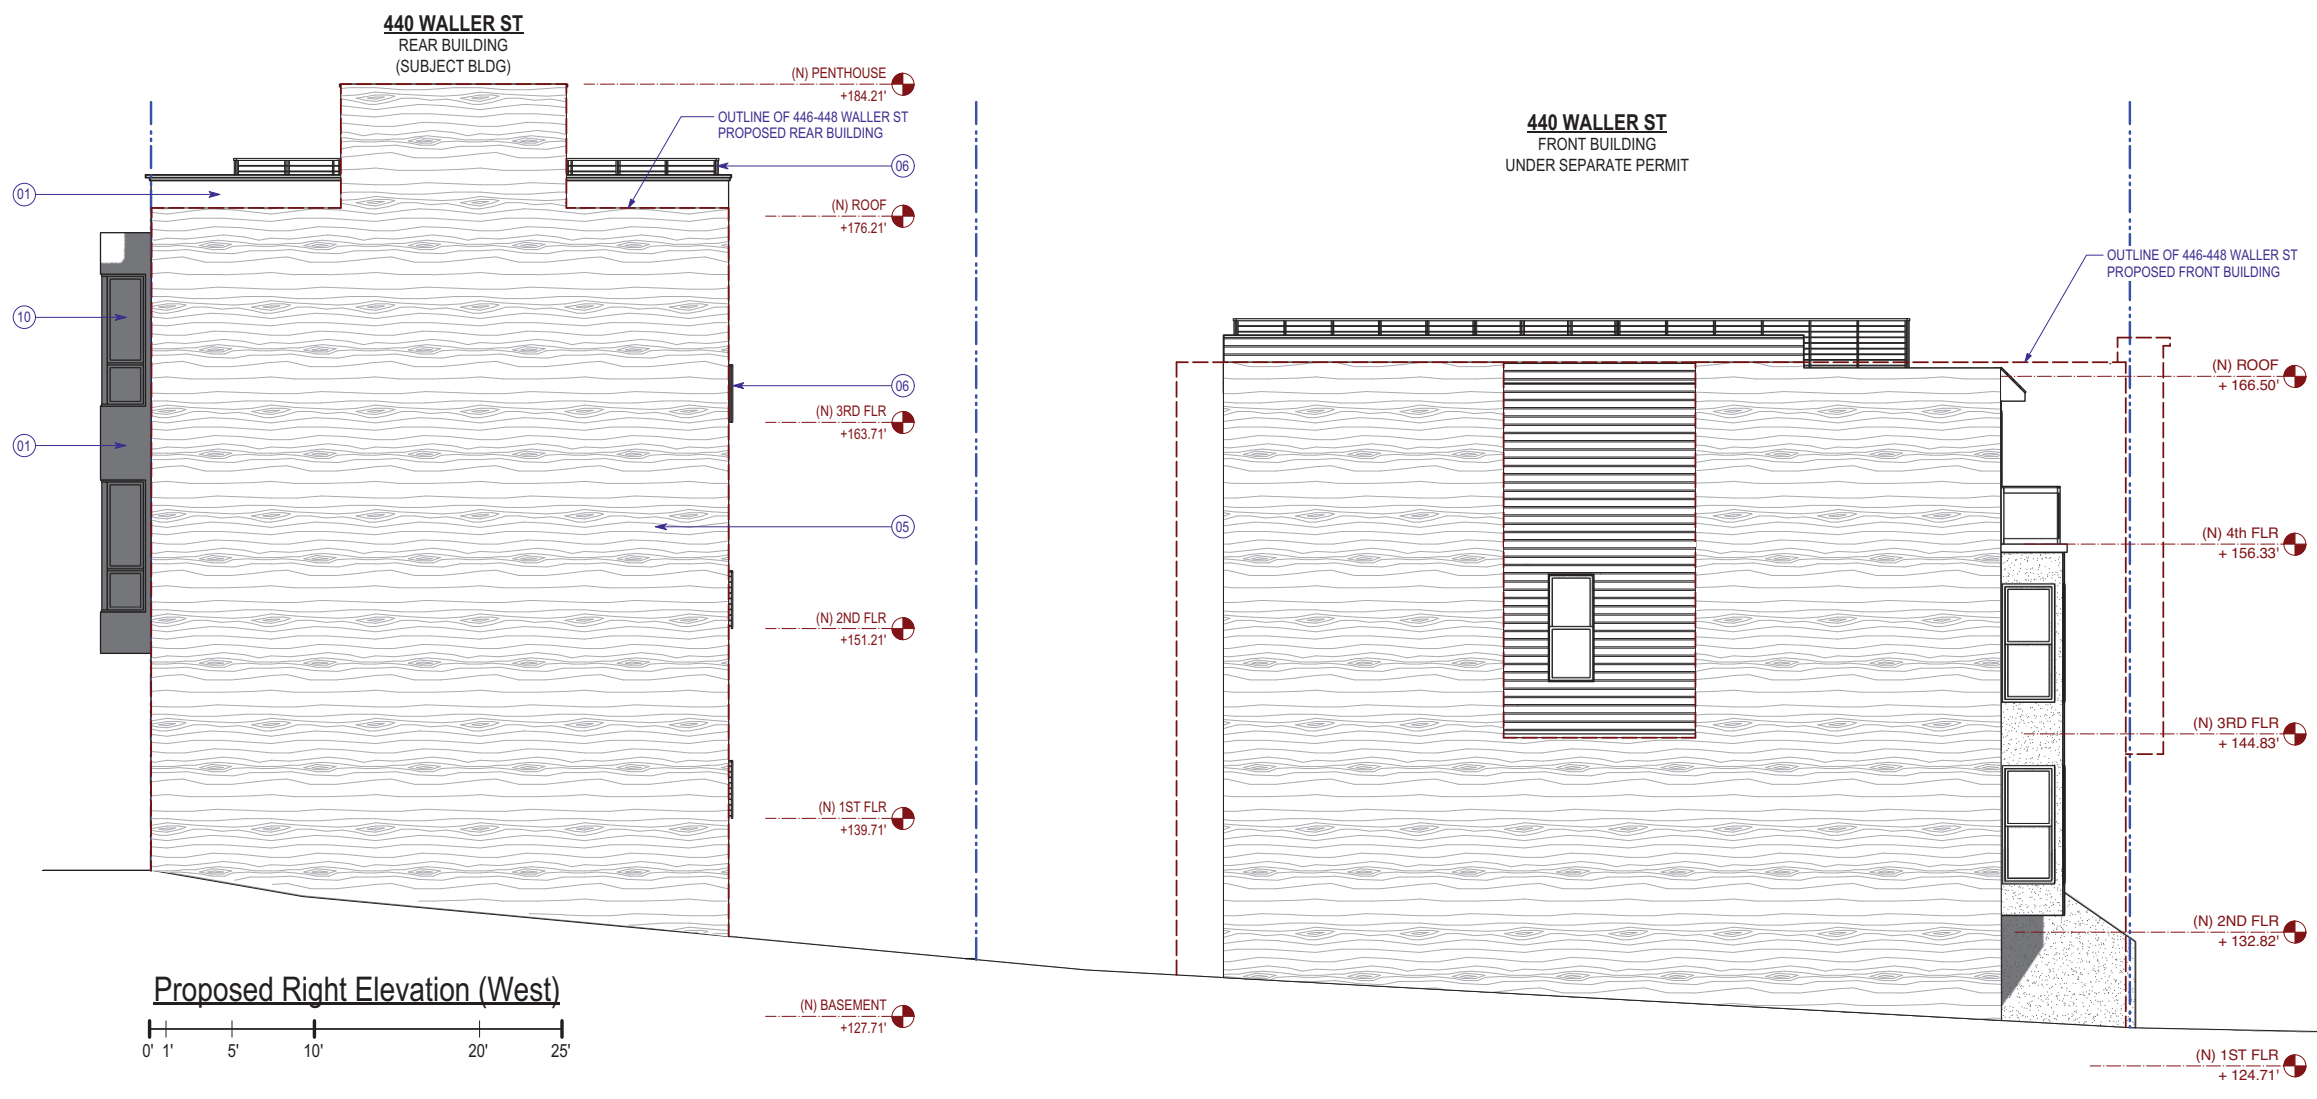 440 WALLER ST
REAR BUILDING
(SUBJECT BLDG)
(N) PENTHOUSE
+184.21'
OUTLINE OF 446-448 WALLER ST
PROPOSED REAR BUILDING
06
01
(N) ROOF
+176.21'
10
06
(N) 3RD FLR
+163.71'
01
05
(N) 2ND FLR
+151.21'
(N) 1ST FLR
+139.71'
(N) BASEMENT
+127.71'
Proposed Right Elevation (West)
0' 1' 5' 10' 20' 25'
440 WALLER ST
FRONT BUILDING
UNDER SEPARATE PERMIT
OUTLINE OF 446-448 WALLER ST
PROPOSED FRONT BUILDING
(N) ROOF
+ 166.50'
(N) 4th FLR
+ 156.33'
(N) 3RD FLR
+ 144.83'
(N) 2ND FLR
+ 132.82'
(N) 1ST FLR
+ 124.71'